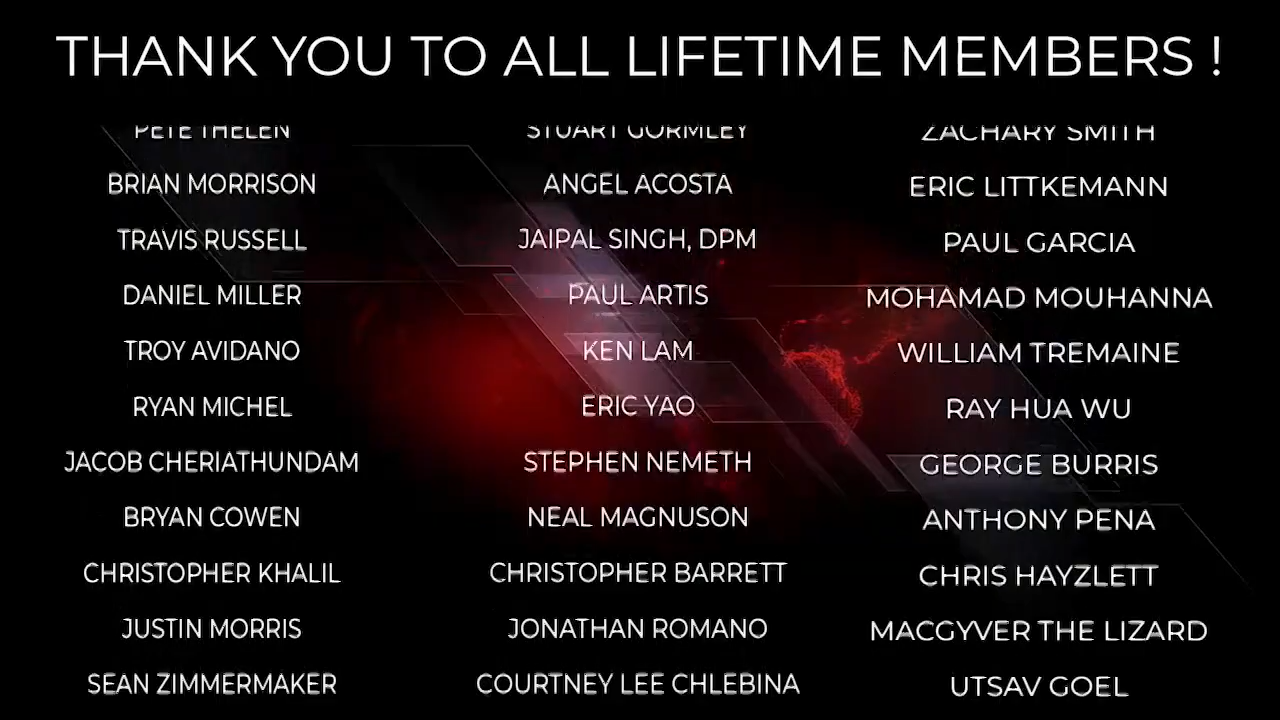 THANK YOU TO ALL LIFETIME MEMBERS !
PETE THELEN STUART GORMLEY ZACHARY SMITH
BRIAN MORRISON ANGEL ACOSTA ERIC LITTKEMANN
TRAVIS RUSSELL JAIPAL SINGH, DPM PAUL GARCIA
DANIEL MILLER PAUL ARTIS MOHAMAD MOUHANNA
TROY AVIDANO KEN LAM WILLIAM TREMAINE
RYAN MICHEL ERIC YAO RAY HUA WU
JACOB CHERIATHUNDAM STEPHEN NEMETH GEORGE BURRIS
BRYAN COWEN NEAL MAGNUSON ANTHONY PENA
CHRISTOPHER KHALIL CHRISTOPHER BARRETT CHRIS HAYZLETT
JUSTIN MORRIS JONATHAN ROMANO MACGYVER THE LIZARD
SEAN ZIMMERMAKER COURTNEY LEE CHLEBINA UTSAV GOEL